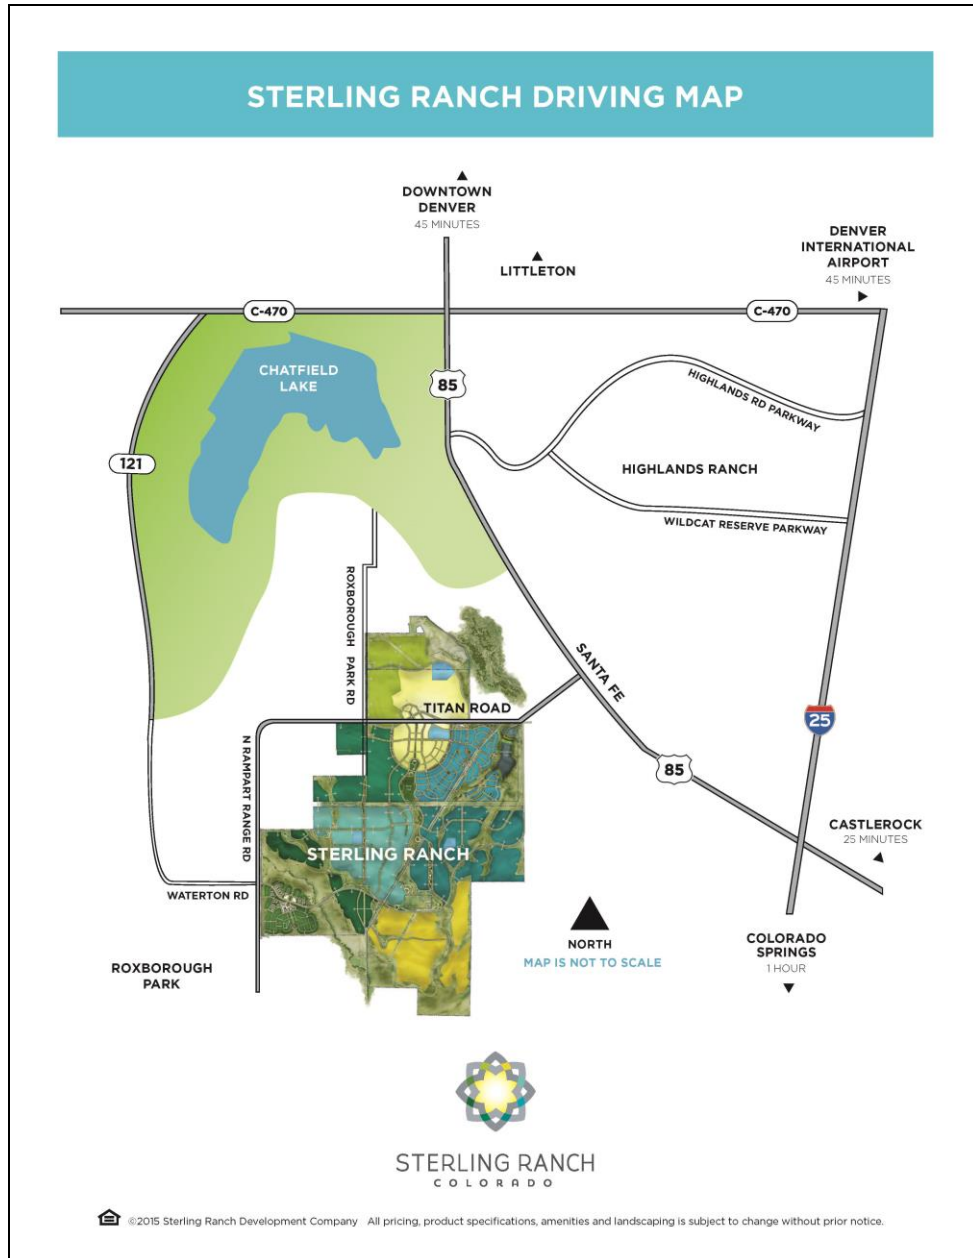 STERLING RANCH DRIVING MAP
DOWNTOWN
DENVER
45 MINUTES
LITTLETON
DENVER
INTERNATIONAL
AIRPORT
45 MINUTES
C-470
C-470
CHATFIELD
LAKE
85
HIGHLANDS RD PARKWAY
121
HIGHLANDS RANCH
WILDCAT RESERVE PARKWAY
ROXBOROUGH PARK RD
SANTA FE
TITAN ROAD
25
N RAMPART RANGE RD
85
CASTLEROCK
25 MINUTES
STERLING RANCH
WATERTON RD
NORTH
MAP IS NOT TO SCALE
COLORADO
SPRINGS
1 HOUR
ROXBOROUGH
PARK
STERLING RANCH
COLORADO
©2015 Sterling Ranch Development Company All pricing, product specifications, amenities and landscaping is subject to change without prior notice.